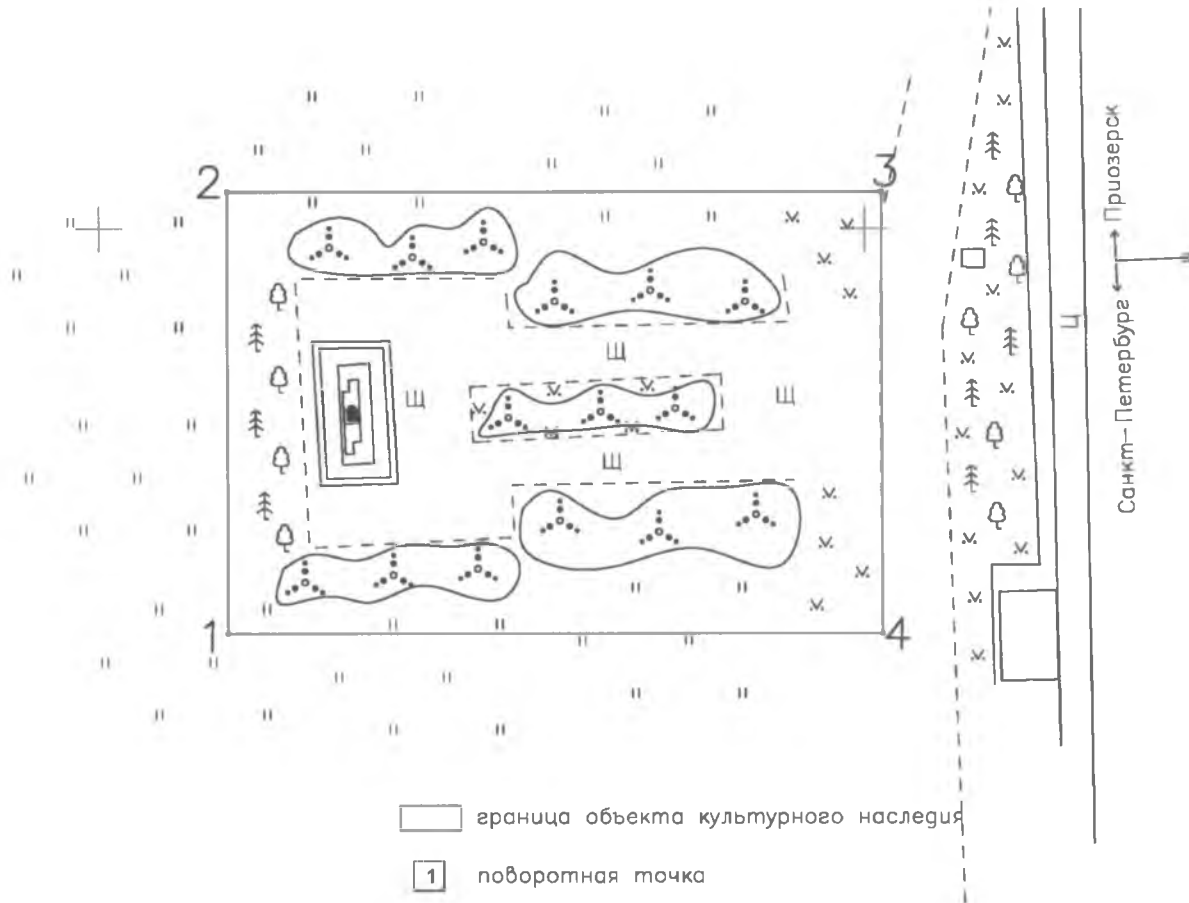 2
3
Щ
Щ
Щ
Щ
1
4
Ц
Санкт-Петербург ⟷ Приозерск
граница объекта культурного наследия
1 поворотная точка